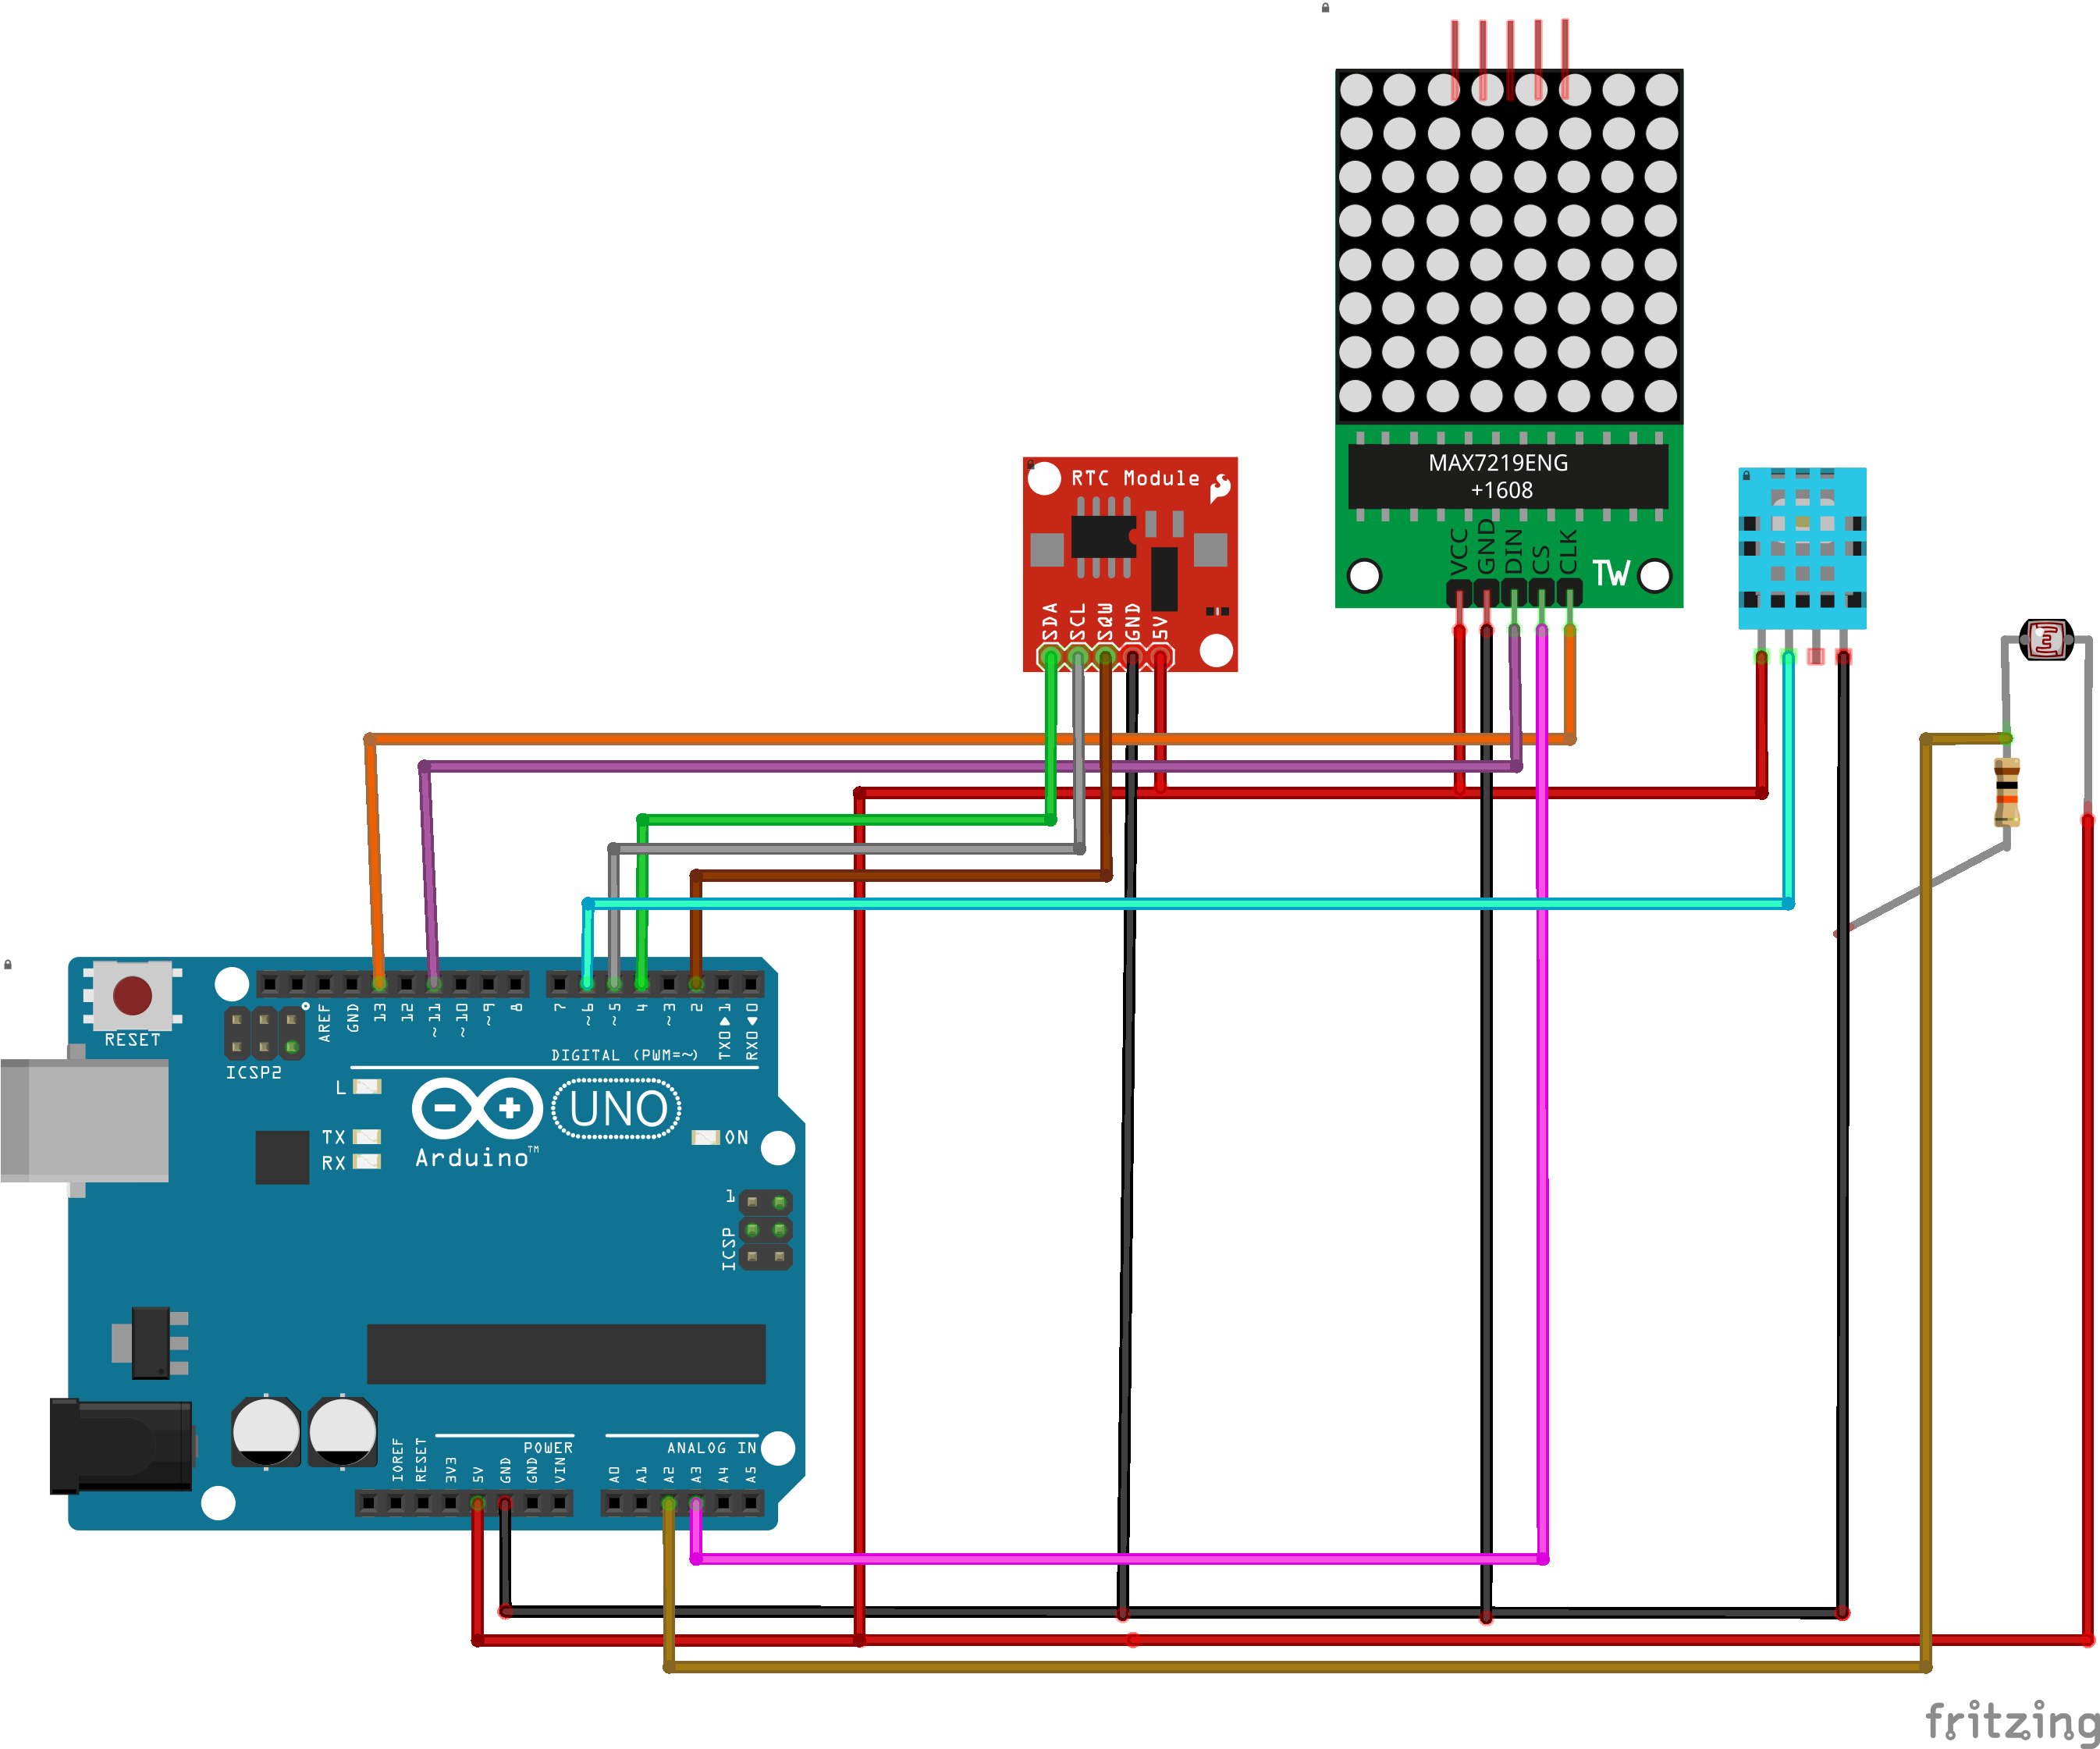 MAX7219ENG
+1608
VCC
GND
DIN
CS
CLK
TW
RTC Module
SDA
SCL
SQW
GND
5V
RESET
ICSP2
AREF
GND
13
12
~11
~10
~9
8
7
~6
~5
4
~3
2
TX0▶1
RX0◀0
DIGITAL (PWM=~)
L
TX
RX
UNO
Arduino™
ON
1
ICSP
POWER
ANALOG IN
IOREF
RESET
3V3
5V
GND
GND
VIN
A0
A1
A2
A3
A4
A5
fritzing